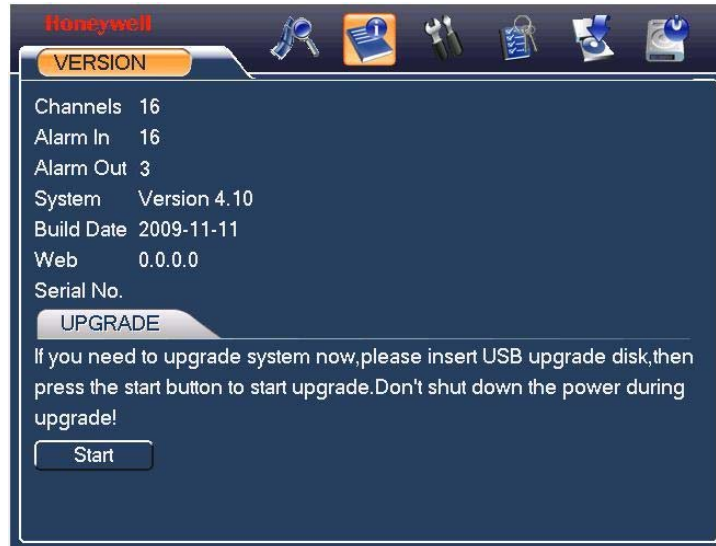 Honeywell
VERSION
Channels 16
Alarm In 16
Alarm Out 3
System Version 4.10
Build Date 2009-11-11
Web 0.0.0.0
Serial No.
UPGRADE
If you need to upgrade system now,please insert USB upgrade disk,then
press the start button to start upgrade.Don't shut down the power during
upgrade!
Start